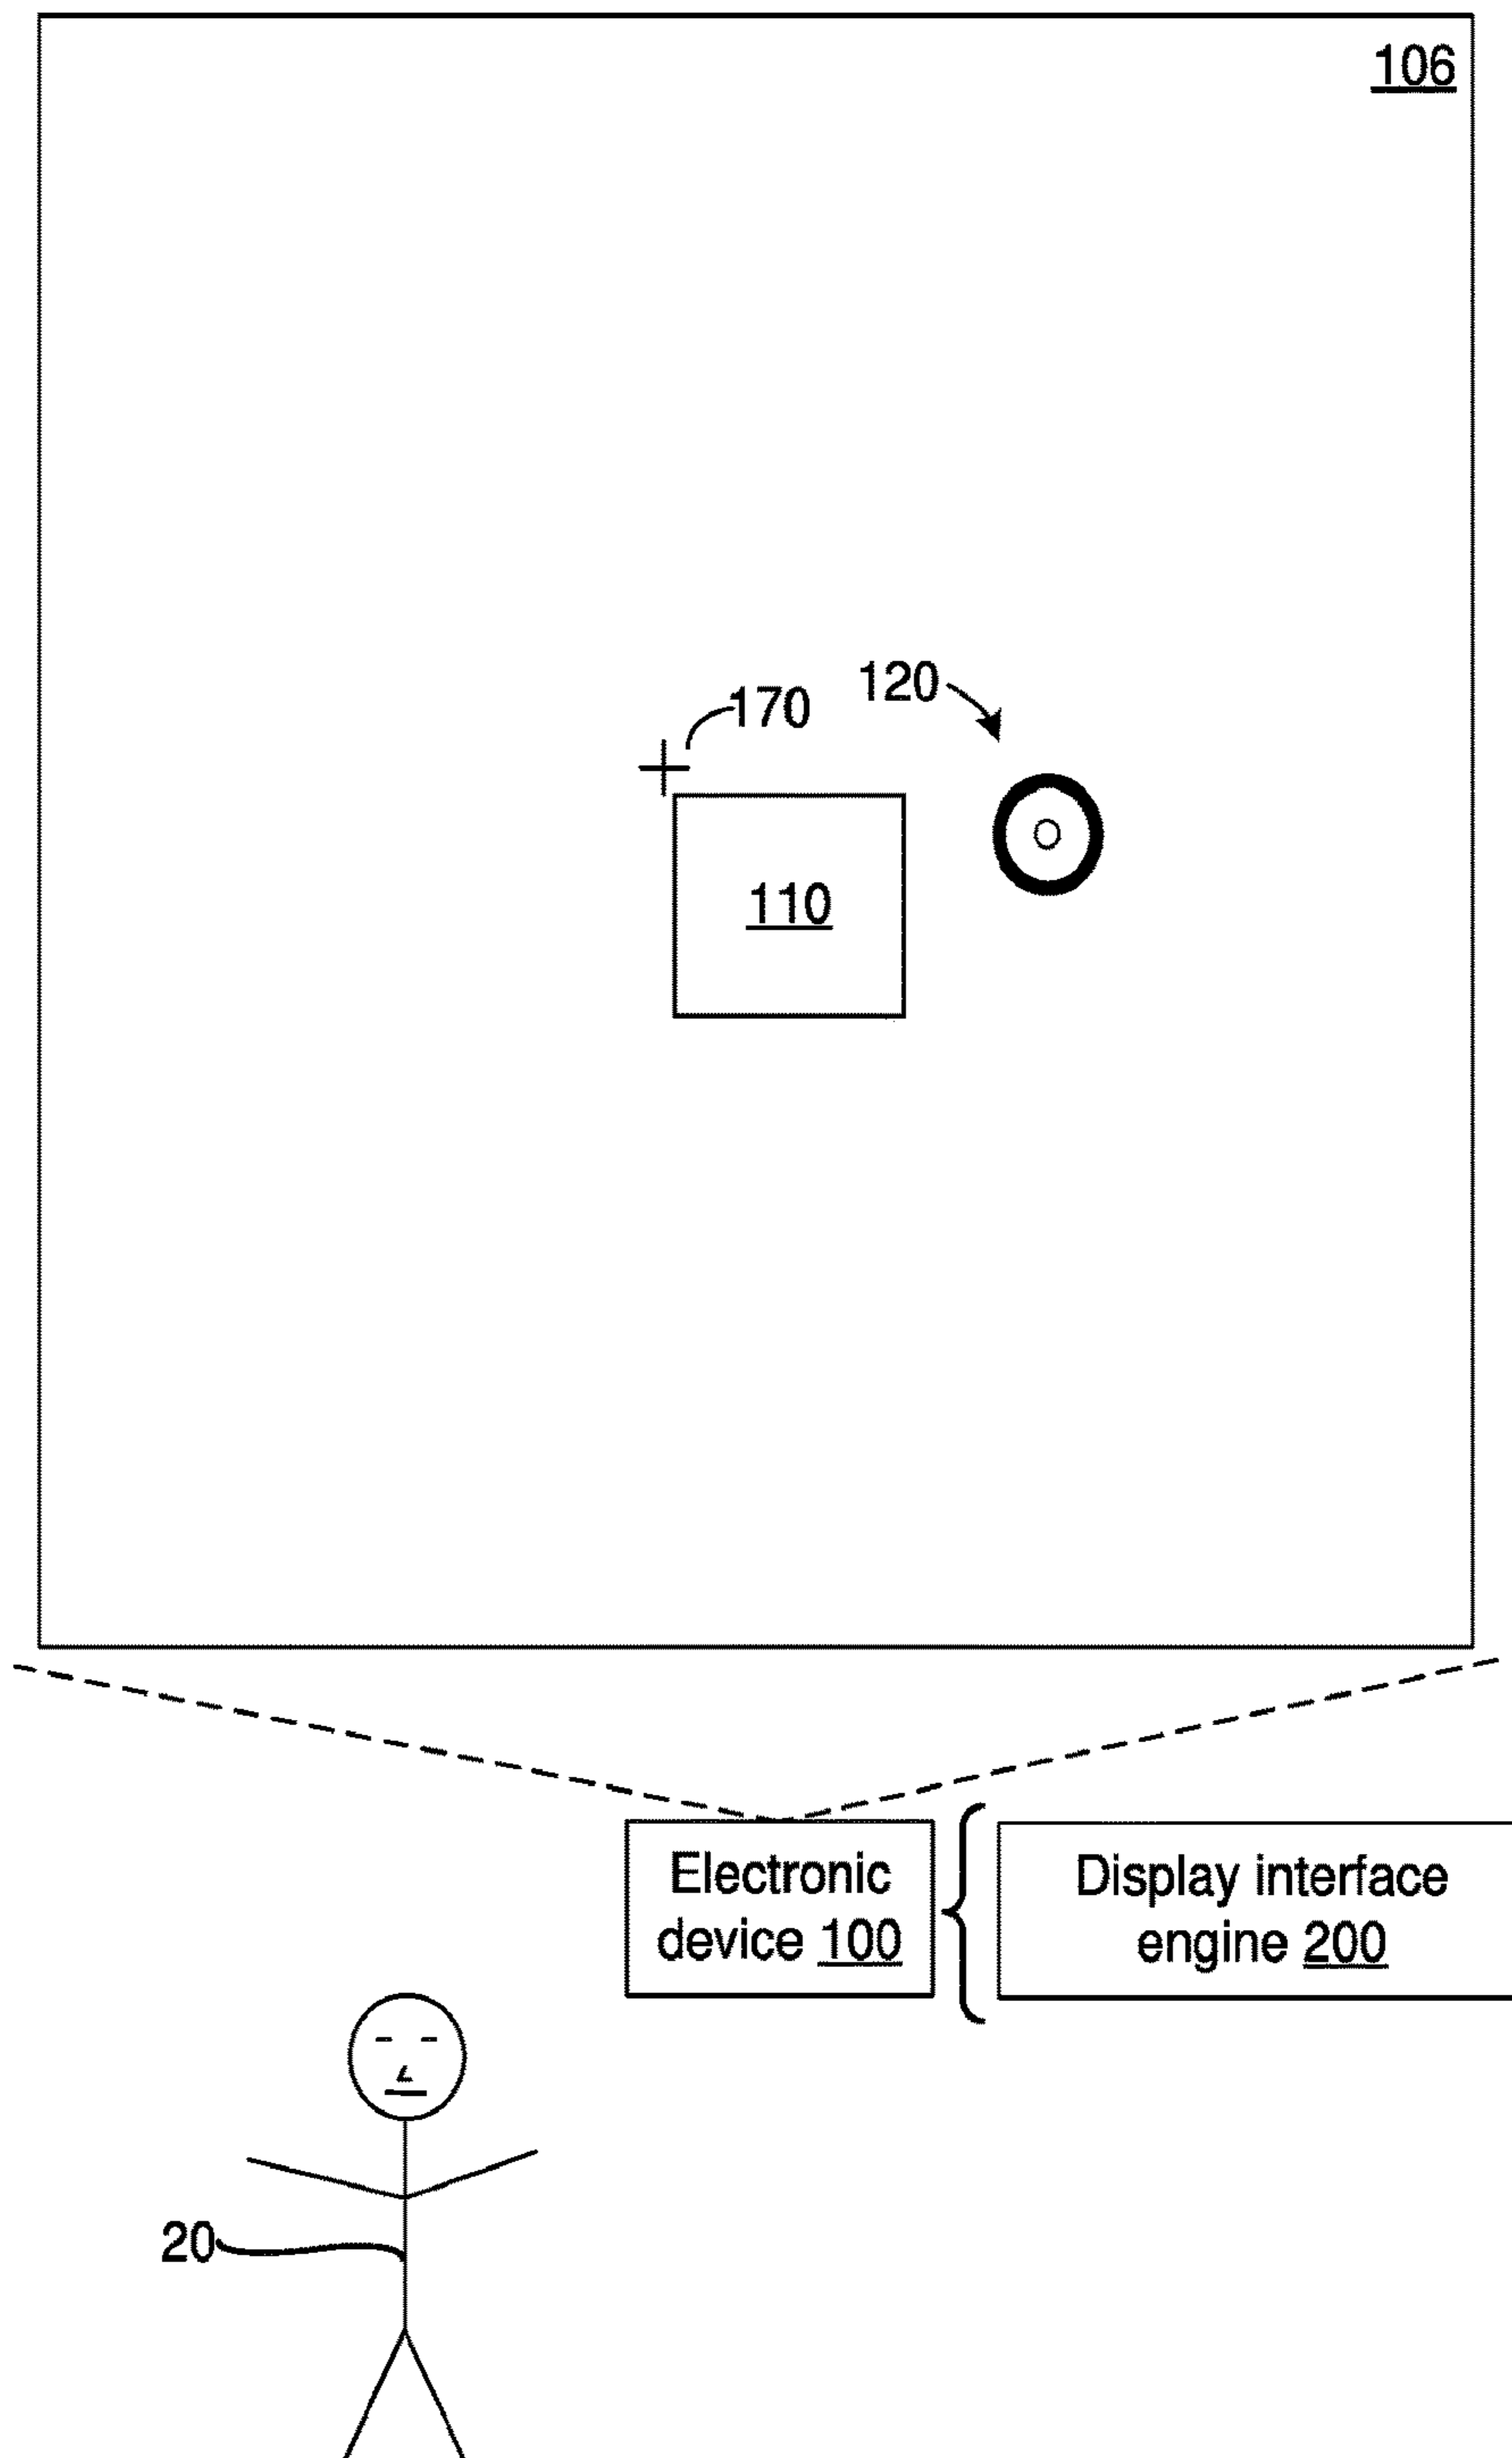 106
170
120
110
Electronic
device 100
Display interface
engine 200
20